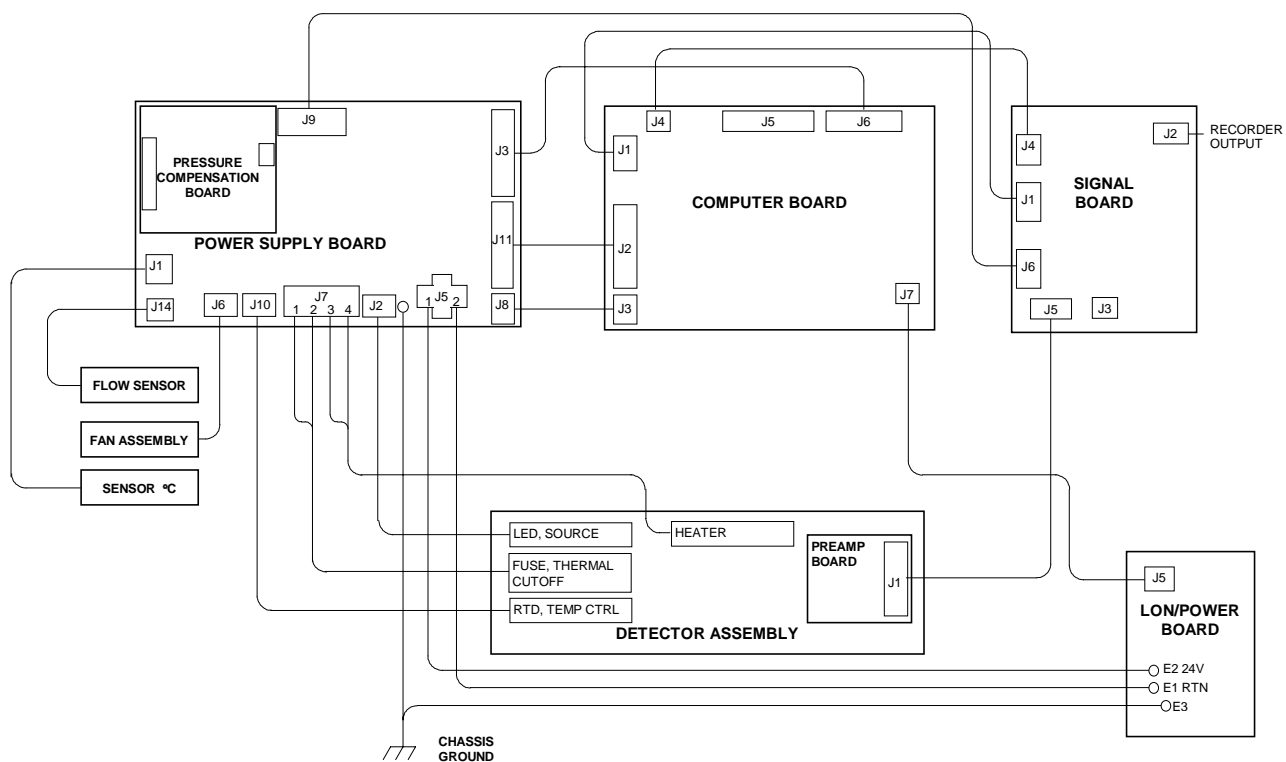 J9
J4
J5
J6
J2
RECORDER
OUTPUT
PRESSURE
COMPENSATION
BOARD
J3
J1
J4
SIGNAL
BOARD
COMPUTER BOARD
J1
POWER SUPPLY BOARD
J11
J2
J6
J1
J14
J6
J10
J7
1 2 3 4
J2
J5
1 2
J8
J3
J7
J5
J3
FLOW SENSOR
FAN ASSEMBLY
SENSOR ºC
LED, SOURCE
HEATER
FUSE, THERMAL
CUTOFF
RTD, TEMP CTRL
PREAMP
BOARD
J1
DETECTOR ASSEMBLY
J5
LON/POWER
BOARD
E2 24V
E1 RTN
E3
CHASSIS
GROUND